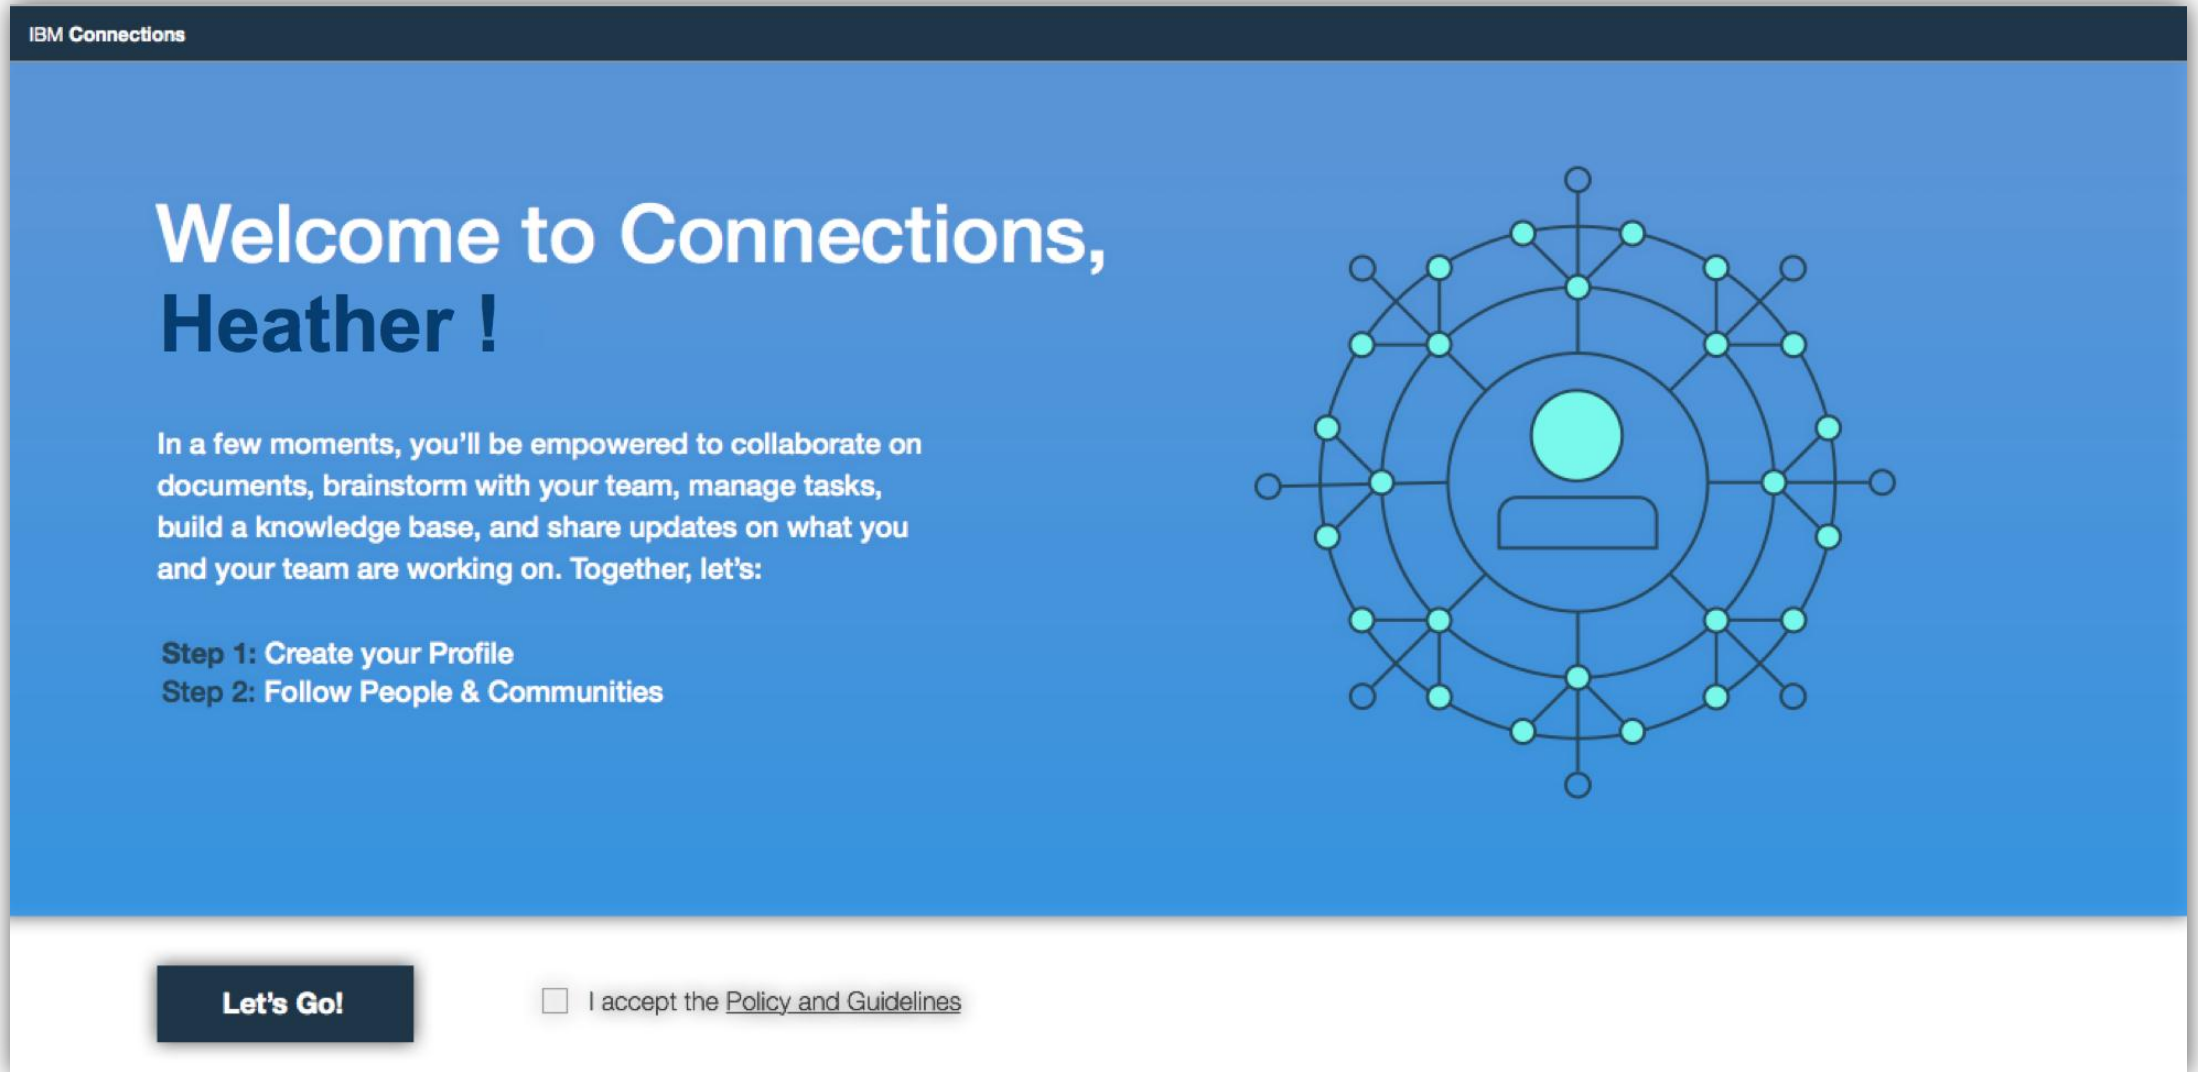 IBM Connections
Welcome to Connections,
Heather !
In a few moments, you'll be empowered to collaborate on
documents, brainstorm with your team, manage tasks,
build a knowledge base, and share updates on what you
and your team are working on. Together, let's:
Step 1: Create your Profile
Step 2: Follow People & Communities
Let's Go!
I accept the Policy and Guidelines